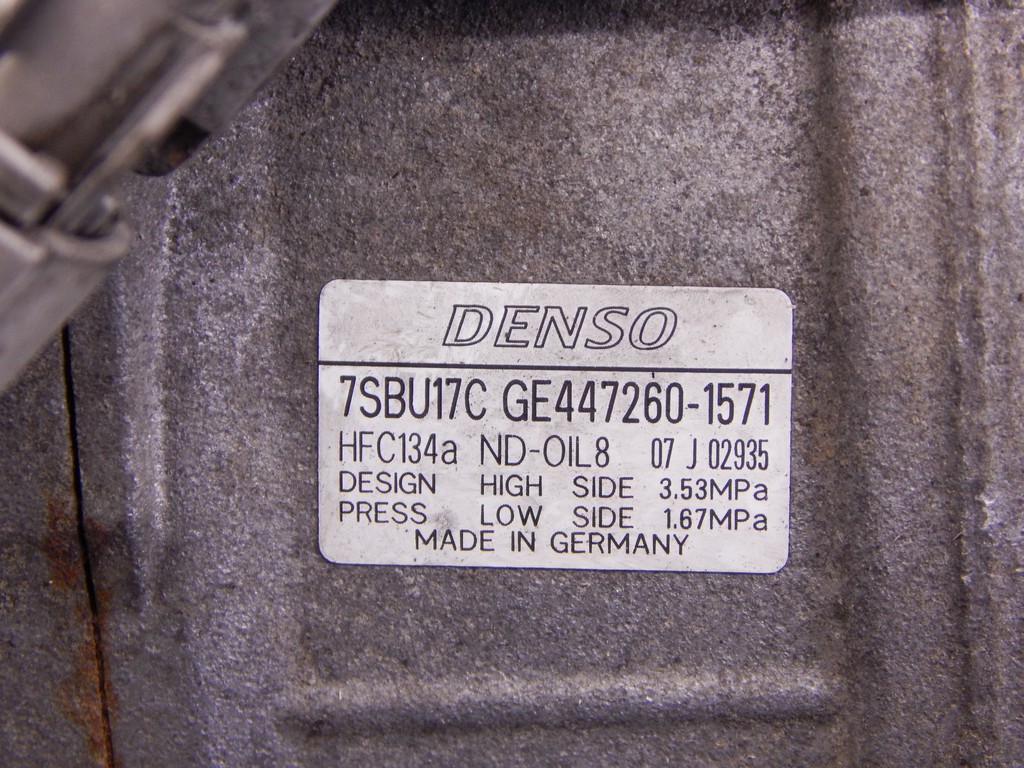 DENSO
7SBU17C GE447260-1571
HFC134a ND-OIL8 07 J 02935
DESIGN HIGH SIDE 3.53MPa
PRESS LOW SIDE 1.67MPa
MADE IN GERMANY